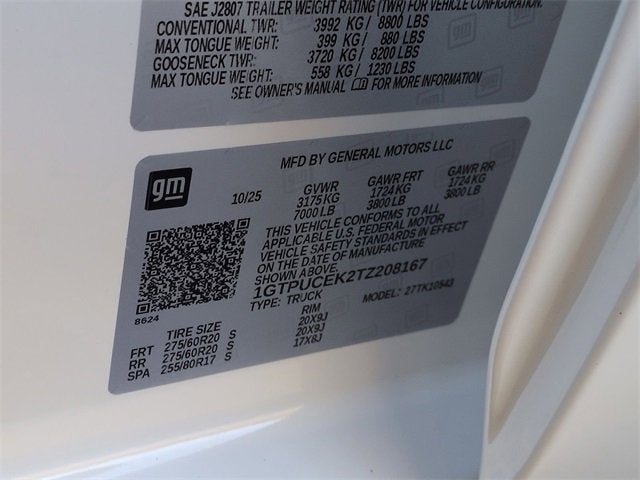 SAE J2807 TRAILER WEIGHT RATING (TWR) FOR VEHICLE CONFIGURATION.
CONVENTIONAL TWR: 3992 KG/ 8800 LBS
MAX TONGUE WEIGHT: 399 KG/ 880 LBS
GOOSENECK TWR: 3720 KG/ 8200 LBS
MAX TONGUE WEIGHT: 558 KG/ 1230 LBS
SEE OWNER'S MANUAL FOR MORE INFORMATION
gm
MFD BY GENERAL MOTORS LLC
10/25 GVWR GAWR FRT GAWR RR
3175 KG 1724 KG 1724 KG
7000 LB 3800 LB 3800 LB
THIS VEHICLE CONFORMS TO ALL
APPLICABLE U.S. FEDERAL MOTOR
VEHICLE SAFETY STANDARDS IN EFFECT
ON THE DATE OF MANUFACTURE
SHOWN ABOVE.
1GTPUCEK2TZ208167
TYPE: TRUCK MODEL: 27TK10543
8624
TIRE SIZE RIM
FRT 275/60R20 S 20X9J
RR 275/60R20 S 20X9J
SPA 255/80R17 S 17X8J